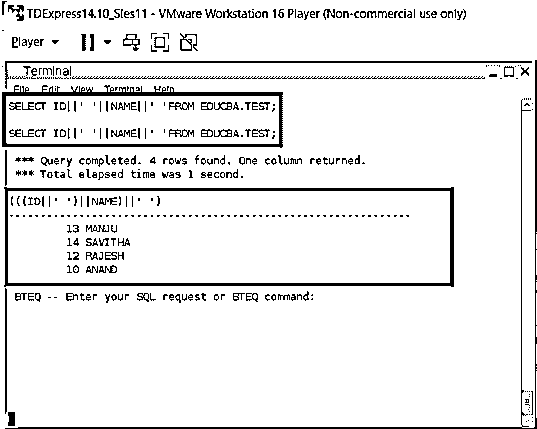 TDExpress14.10_Sles11 - VMware Workstation 16 Player (Non-commercial use only)
Player
Terminal
File Edit View Terminal Help
SELECT ID||' '||NAME||' 'FROM EDUCBA.TEST;
SELECT ID||' '||NAME||' 'FROM EDUCBA.TEST;
*** Query completed. 4 rows found. One column returned.
*** Total elapsed time was 1 second.
(((ID||' ')||NAME)||' ')
---------------------------------------------------------
13 MANJU
14 SAVITHA
12 RAJESH
10 ANAND
BTEQ -- Enter your SQL request or BTEQ command: